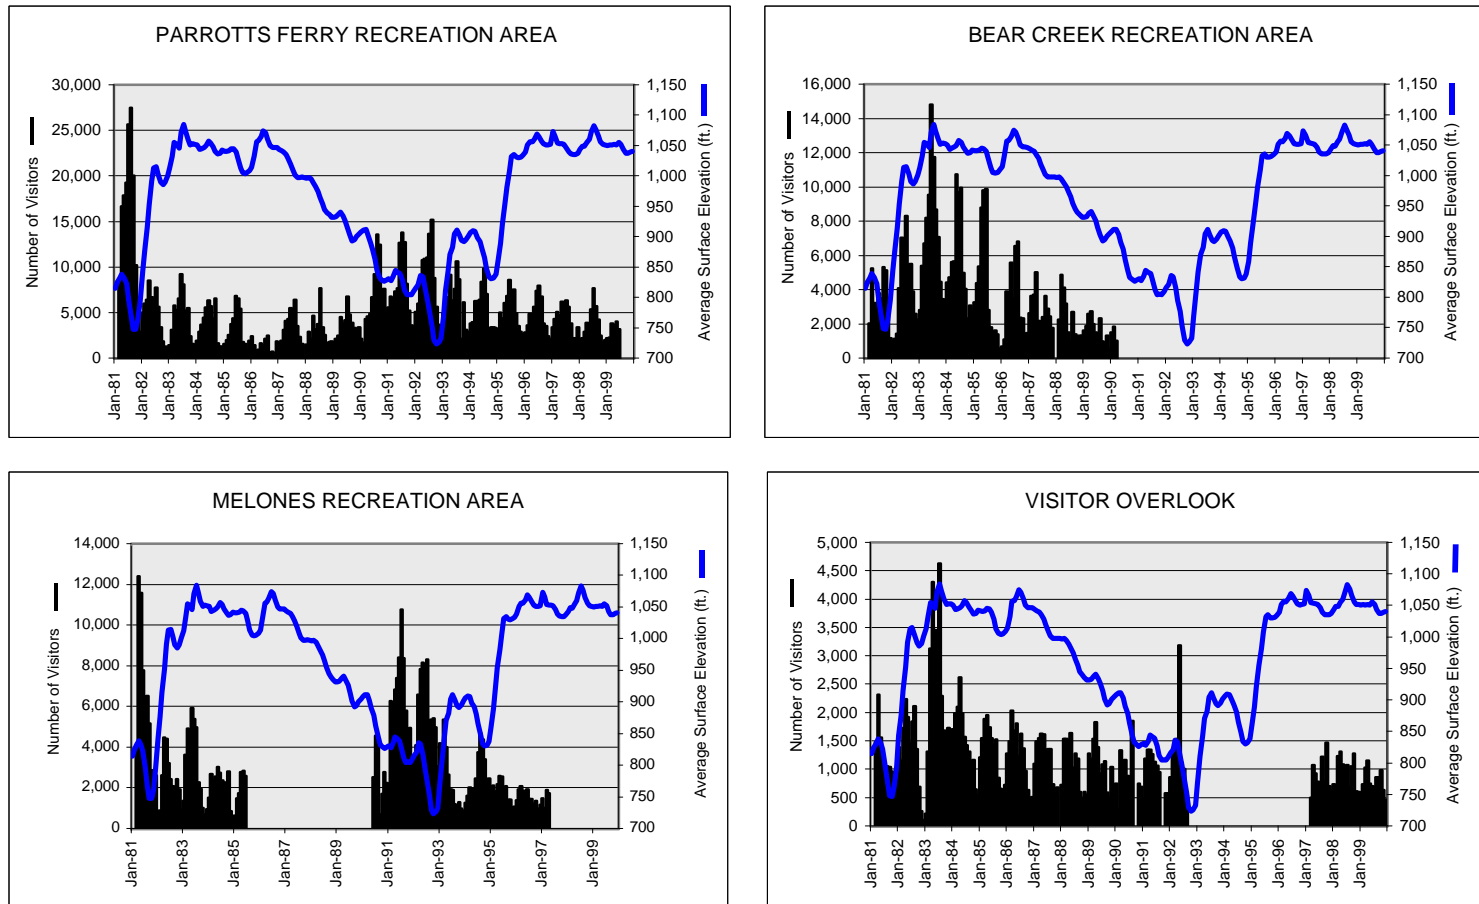 PARROTTS FERRY RECREATION AREA
Number of Visitors
30,000
25,000
20,000
15,000
10,000
5,000
0
1,150
1,100
1,050
1,000
950
900
850
800
750
700
Average Surface Elevation (ft.)
Jan-81
Jan-82
Jan-83
Jan-84
Jan-85
Jan-86
Jan-87
Jan-88
Jan-89
Jan-90
Jan-91
Jan-92
Jan-93
Jan-94
Jan-95
Jan-96
Jan-97
Jan-98
Jan-99
BEAR CREEK RECREATION AREA
Number of Visitors
16,000
14,000
12,000
10,000
8,000
6,000
4,000
2,000
0
1,150
1,100
1,050
1,000
950
900
850
800
750
700
Average Surface Elevation (ft.)
Jan-81
Jan-82
Jan-83
Jan-84
Jan-85
Jan-86
Jan-87
Jan-88
Jan-89
Jan-90
Jan-91
Jan-92
Jan-93
Jan-94
Jan-95
Jan-96
Jan-97
Jan-98
Jan-99
MELONES RECREATION AREA
Number of Visitors
14,000
12,000
10,000
8,000
6,000
4,000
2,000
0
1,150
1,100
1,050
1,000
950
900
850
800
750
700
Average Surface Elevation (ft.)
Jan-81
Jan-83
Jan-85
Jan-87
Jan-89
Jan-91
Jan-93
Jan-95
Jan-97
Jan-99
VISITOR OVERLOOK
Number of Visitors
5,000
4,500
4,000
3,500
3,000
2,500
2,000
1,500
1,000
500
0
1,150
1,100
1,050
1,000
950
900
850
800
750
700
Average Surface Elevation (ft.)
Jan-81
Jan-82
Jan-83
Jan-84
Jan-85
Jan-86
Jan-87
Jan-88
Jan-89
Jan-90
Jan-91
Jan-92
Jan-93
Jan-94
Jan-95
Jan-96
Jan-97
Jan-98
Jan-99